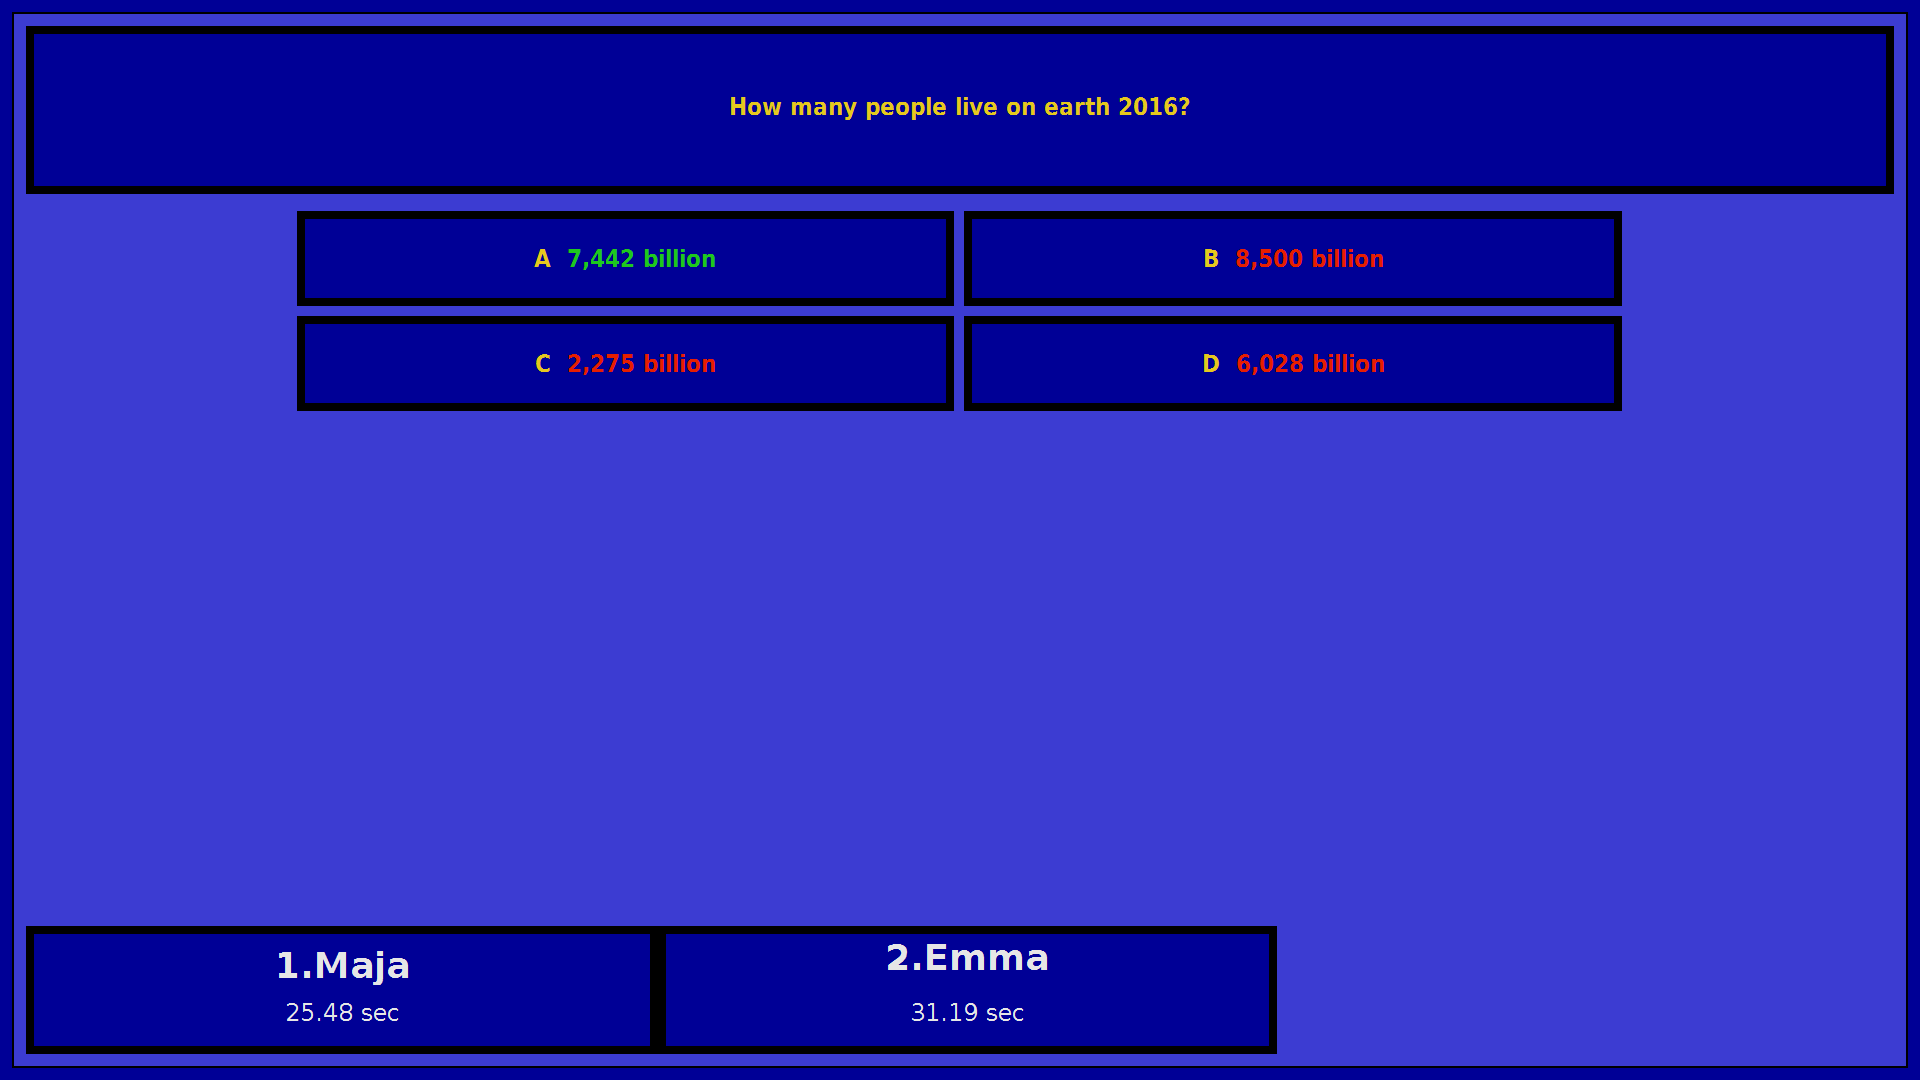 How many people live on earth 2016?
A 7,442 billion
B 8,500 billion
C 2,275 billion
D 6,028 billion
1.Maja
25.48 sec
2.Emma
31.19 sec